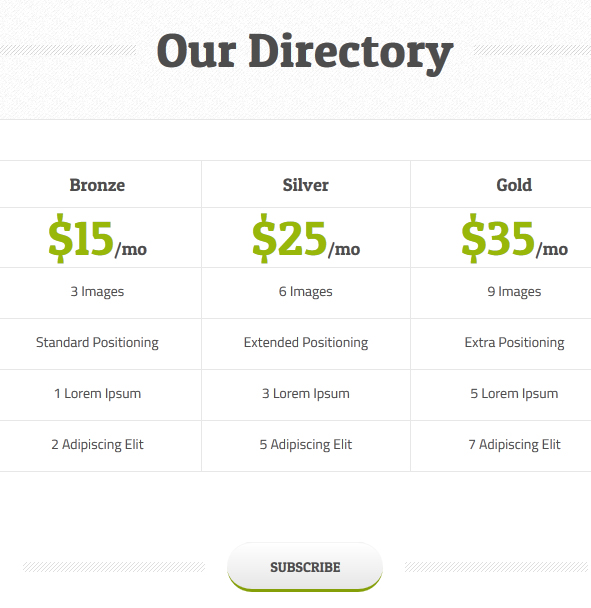 Our Directory
Bronze Silver Gold
$15/mo $25/mo $35/mo
3 Images 6 Images 9 Images
Standard Positioning Extended Positioning Extra Positioning
1 Lorem Ipsum 3 Lorem Ipsum 5 Lorem Ipsum
2 Adipiscing Elit 5 Adipiscing Elit 7 Adipiscing Elit
SUBSCRIBE